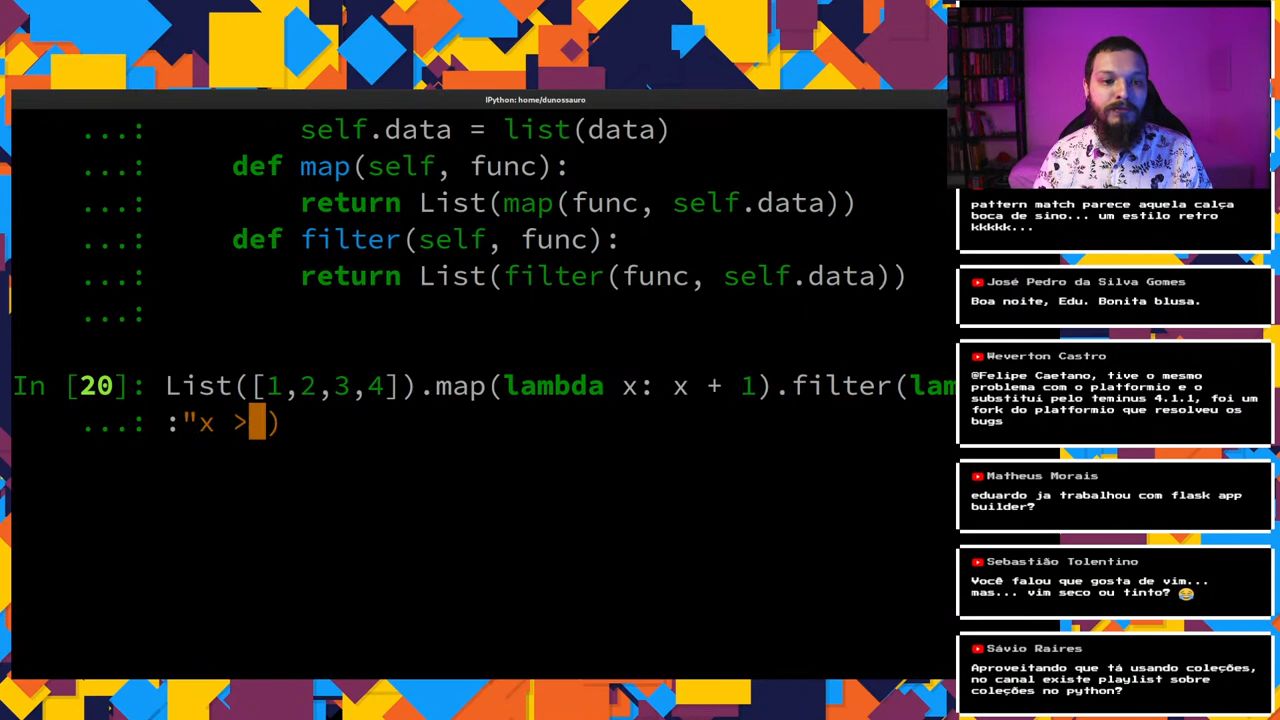 IPython: home/dunossauro
...: self.data = list(data)
...: def map(self, func):
...: return List(map(func, self.data))
...: def filter(self, func):
...: return List(filter(func, self.data))
...:
In [20]: List([1,2,3,4]).map(lambda x: x + 1).filter(lam
...: :"x > )
pattern match parece aquela calça
boca de sino... um estilo retro
kkkkk...
José Pedro da Silva Gomes
Boa noite, Edu. Bonita blusa.
Weverton Castro
@Felipe Caetano, tive o mesmo
problema com o platformio e o
substituí pelo teminus 4.1.1, foi um
fork do platformio que resolveu os
bugs
Matheus Morais
eduardo ja trabalhou com flask app
builder?
Sebastião Tolentino
Você falou que gosta de vim...
mas... vim seco ou tinto? 😂
Sávio Raires
Aproveitando que tá usando coleções,
no canal existe playlist sobre
coleções no python?